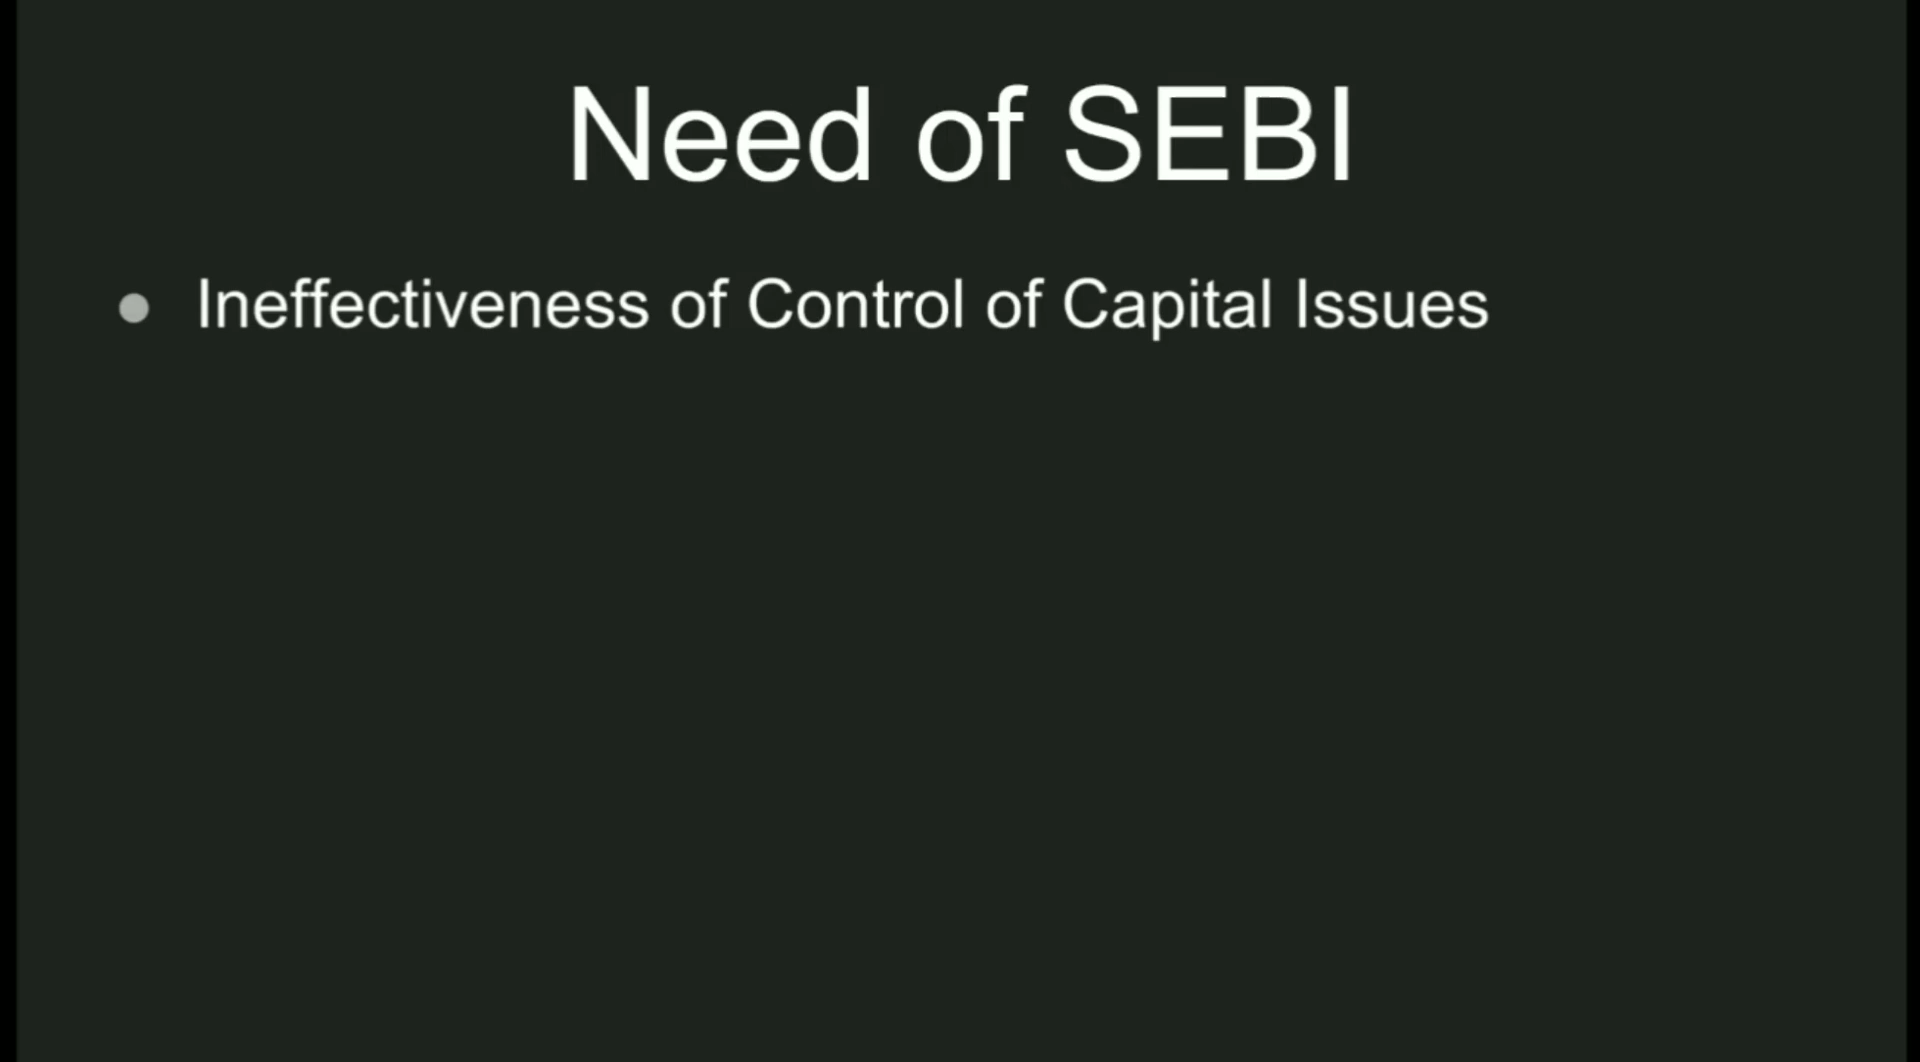 Need of SEBI
Ineffectiveness of Control of Capital Issues